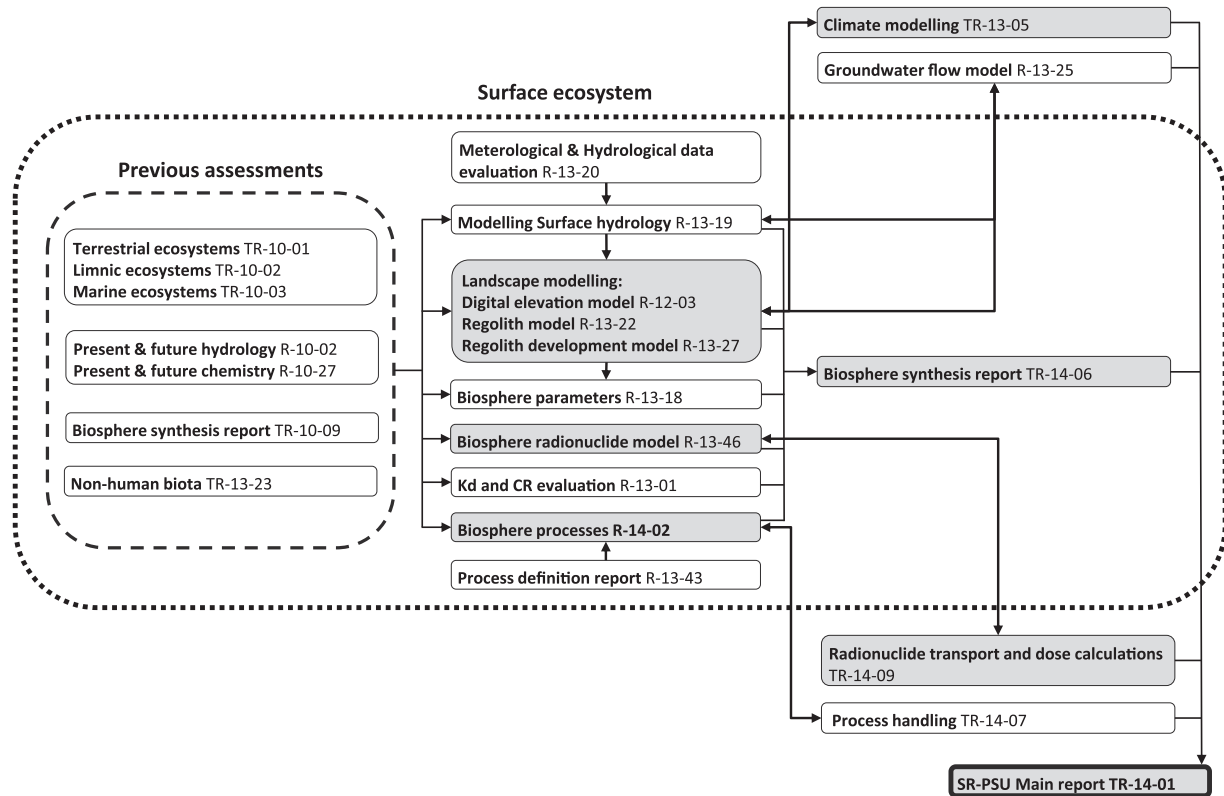 Climate modelling TR-13-05
Groundwater flow model R-13-25
Surface ecosystem
Meterological & Hydrological data
evaluation R-13-20
Previous assessments
Modelling Surface hydrology R-13-19
Terrestrial ecosystems TR-10-01
Limnic ecosystems TR-10-02
Marine ecosystems TR-10-03
Landscape modelling:
Digital elevation model R-12-03
Regolith model R-13-22
Regolith development model R-13-27
Present & future hydrology R-10-02
Present & future chemistry R-10-27
Biosphere synthesis report TR-14-06
Biosphere parameters R-13-18
Biosphere synthesis report TR-10-09
Biosphere radionuclide model R-13-46
Non-human biota TR-13-23
Kd and CR evaluation R-13-01
Biosphere processes R-14-02
Process definition report R-13-43
Radionuclide transport and dose calculations
TR-14-09
Process handling TR-14-07
SR-PSU Main report TR-14-01